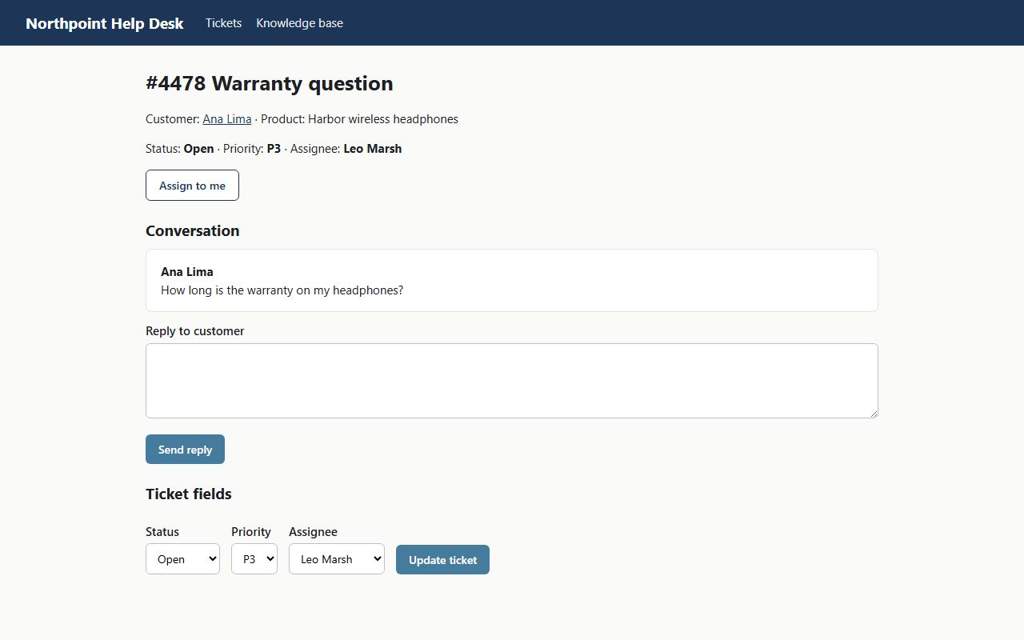 Northpoint Help Desk Tickets Knowledge base
#4478 Warranty question
Customer: Ana Lima · Product: Harbor wireless headphones
Status: Open · Priority: P3 · Assignee: Leo Marsh
Assign to me
Conversation
Ana Lima
How long is the warranty on my headphones?
Reply to customer
Send reply
Ticket fields
Status Priority Assignee
Open P3 Leo Marsh Update ticket